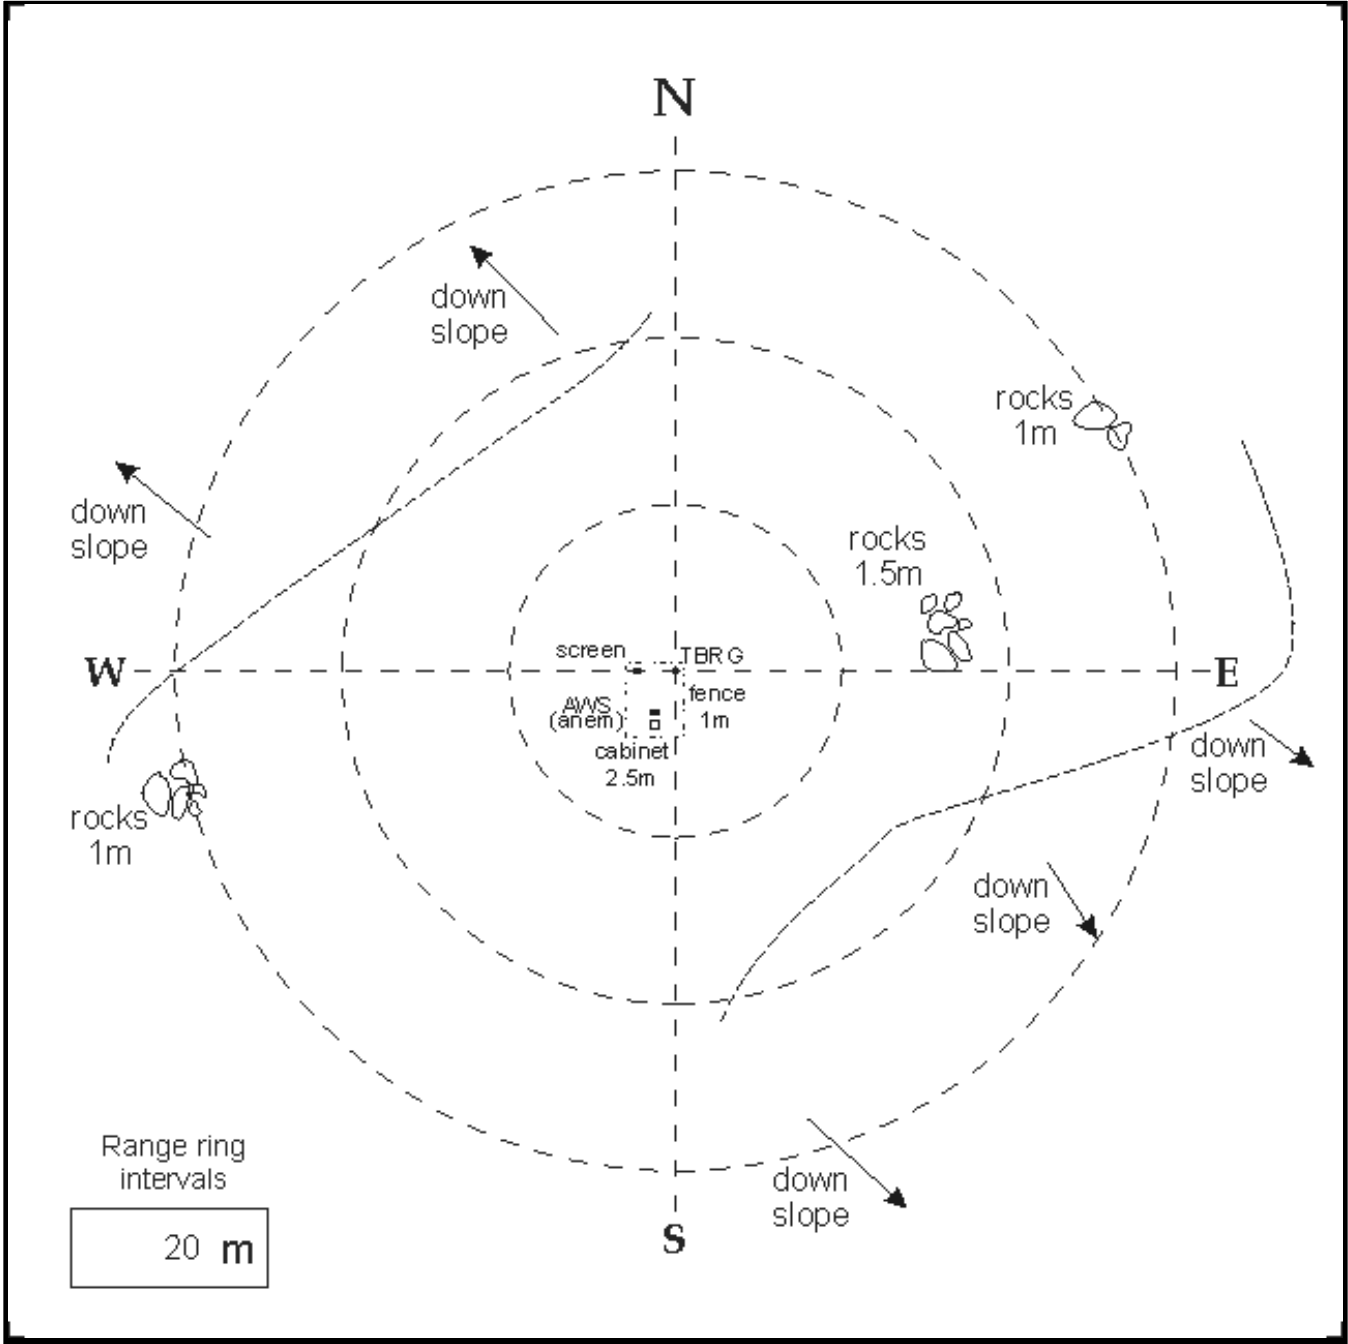 N
down
slope
rocks
1m
down
slope
rocks
1.5m
screen
TBRG
W
E
fence
1m
AWS
(anem)
cabinet
2.5m
down
slope
rocks
1m
down
slope
Range ring
intervals
20 m
down
slope
S